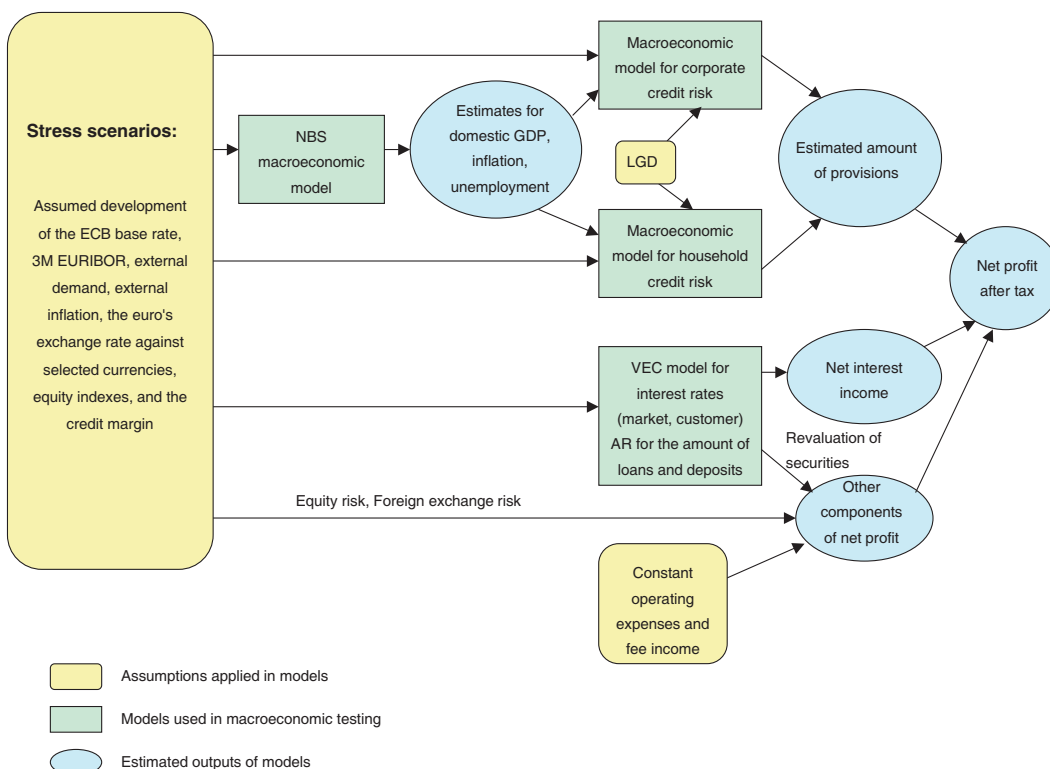 Stress scenarios:
Assumed development
of the ECB base rate,
3M EURIBOR, external
demand, external
inflation, the euro's
exchange rate against
selected currencies,
equity indexes, and the
credit margin
NBS
macroeconomic
model
Estimates for
domestic GDP,
inflation,
unemployment
Macroeconomic
model for corporate
credit risk
LGD
Macroeconomic
model for household
credit risk
Estimated amount
of provisions
Net profit
after tax
VEC model for
interest rates
(market, customer)
AR for the amount of
loans and deposits
Net interest
income
Revaluation of
securities
Equity risk, Foreign exchange risk
Other
components
of net profit
Constant
operating
expenses and
fee income
Assumptions applied in models
Models used in macroeconomic testing
Estimated outputs of models